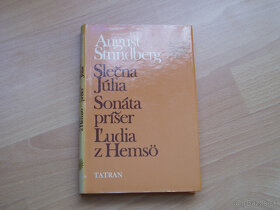 August
Strindberg
Slečna
Júlia
Sonáta
príšer
Ľudia
z Hemsö
TATRAN